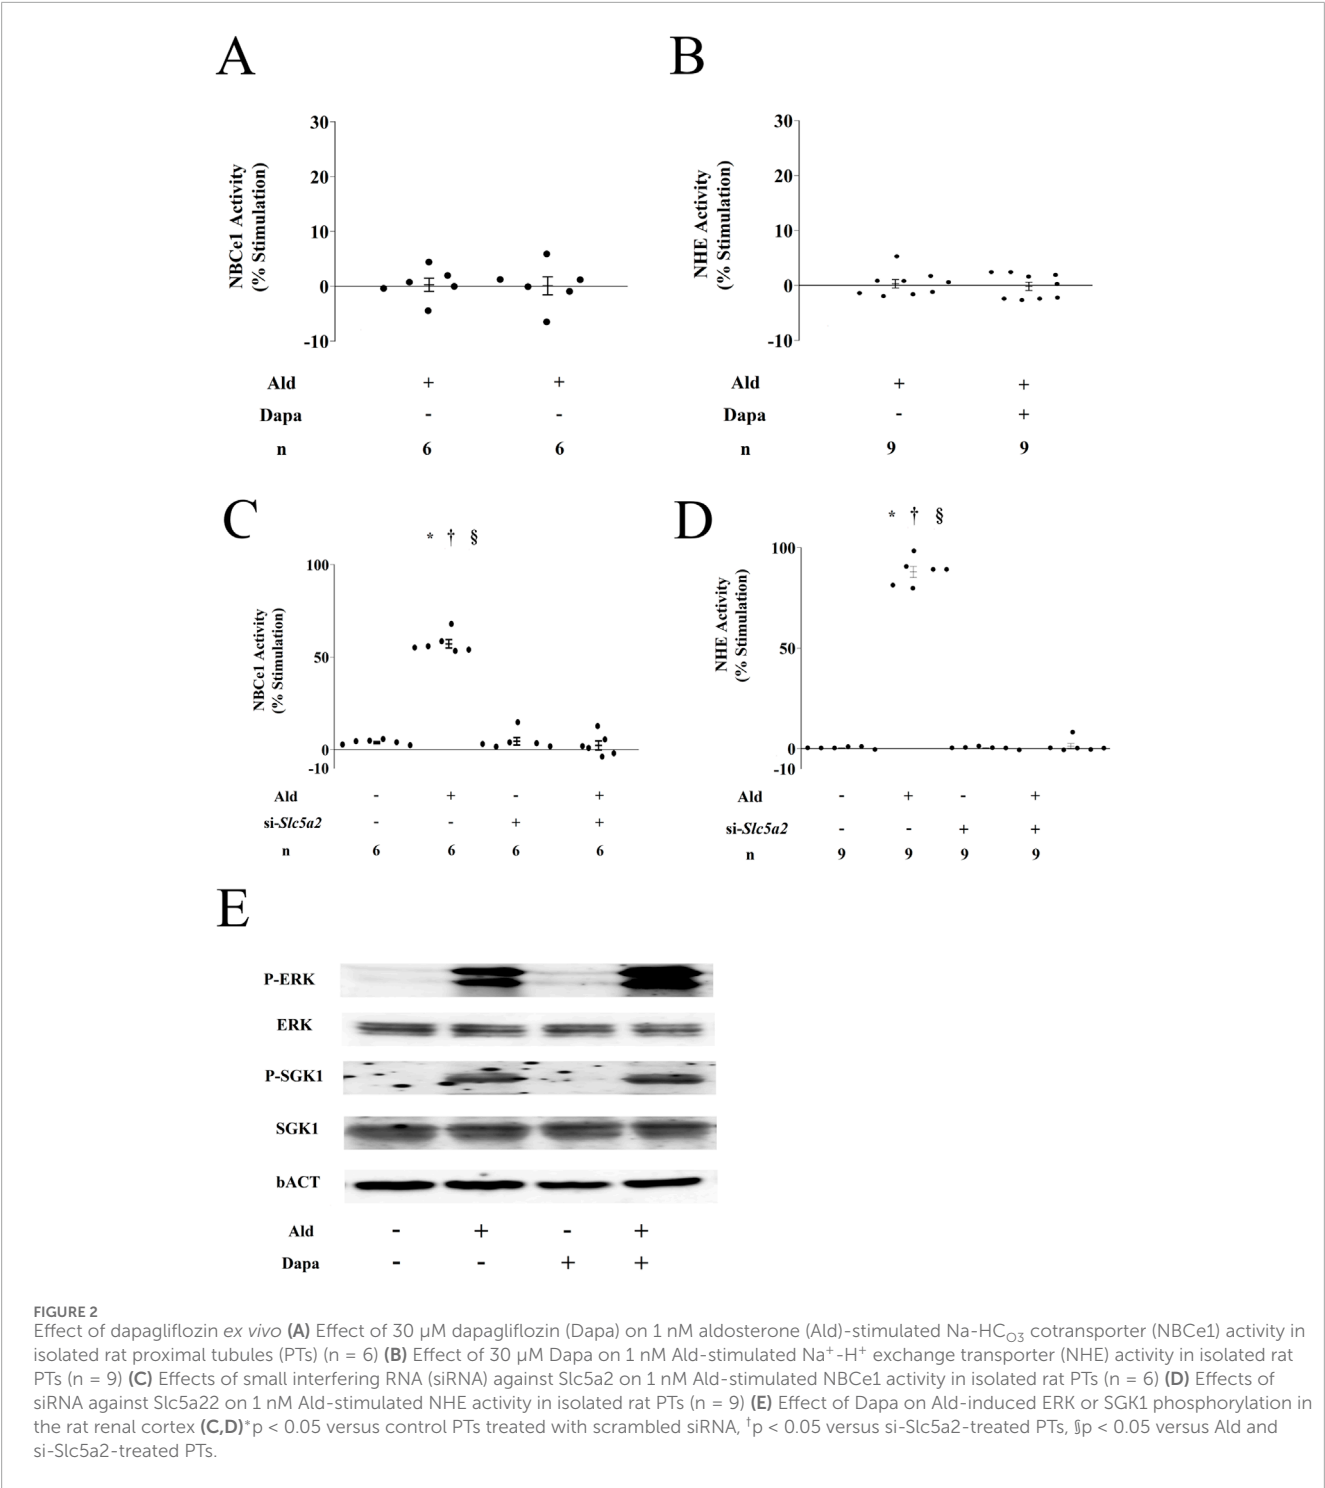 A
30
20
10
0
-10
NBCe1 Activity
(% Stimulation)
Ald + +
Dapa - -
n 6 6
B
30
20
10
0
-10
NHE Activity
(% Stimulation)
Ald + +
Dapa - +
n 9 9
C
* † §
100
50
0
-10
NBCe1 Activity
(% Stimulation)
Ald - + - +
si-Slc5a2 - - + +
n 6 6 6 6
D
* † §
100
50
0
-10
NHE Activity
(% Stimulation)
Ald - + - +
si-Slc5a2 - - + +
n 9 9 9 9
E
P-ERK
ERK
P-SGK1
SGK1
bACT
Ald - + - +
Dapa - - + +
FIGURE 2
Effect of dapagliflozin ex vivo (A) Effect of 30 µM dapagliflozin (Dapa) on 1 nM aldosterone (Ald)-stimulated Na-HCO3 cotransporter (NBCe1) activity in
isolated rat proximal tubules (PTs) (n = 6) (B) Effect of 30 µM Dapa on 1 nM Ald-stimulated Na+-H+ exchange transporter (NHE) activity in isolated rat
PTs (n = 9) (C) Effects of small interfering RNA (siRNA) against Slc5a2 on 1 nM Ald-stimulated NBCe1 activity in isolated rat PTs (n = 6) (D) Effects of
siRNA against Slc5a22 on 1 nM Ald-stimulated NHE activity in isolated rat PTs (n = 9) (E) Effect of Dapa on Ald-induced ERK or SGK1 phosphorylation in
the rat renal cortex (C,D)*p < 0.05 versus control PTs treated with scrambled siRNA, †p < 0.05 versus si-Slc5a2-treated PTs, §p < 0.05 versus Ald and
si-Slc5a2-treated PTs.